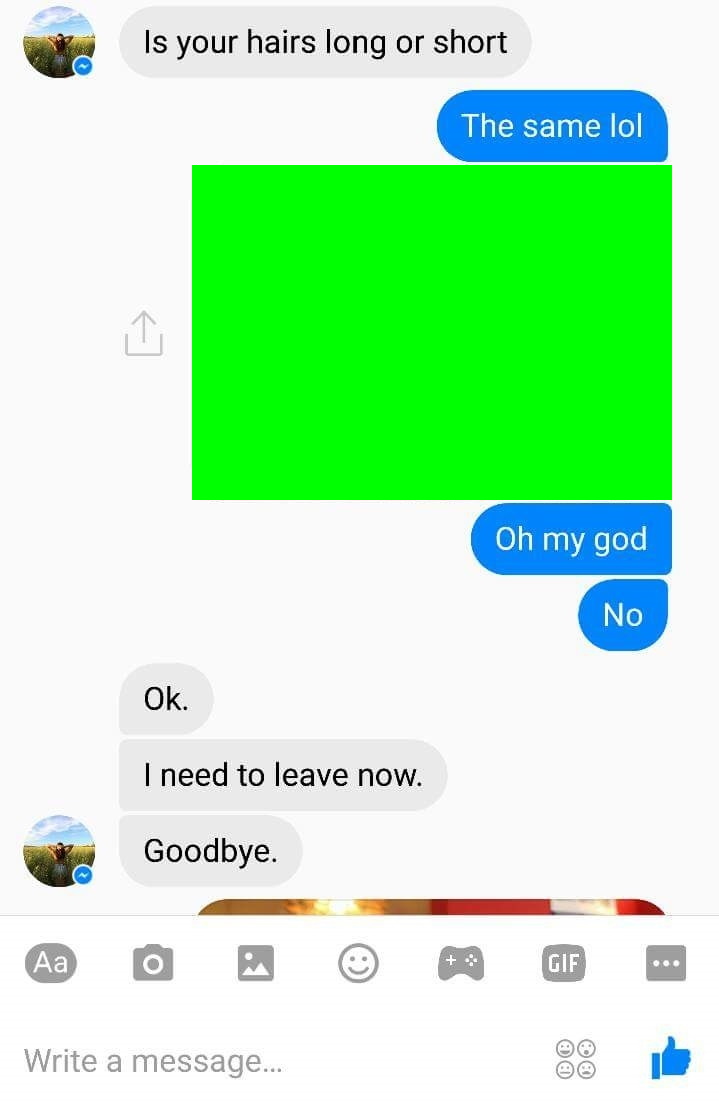 Is your hairs long or short
The same lol
Oh my god
No
Ok.
I need to leave now.
Goodbye.
Aa
GIF
Write a message...